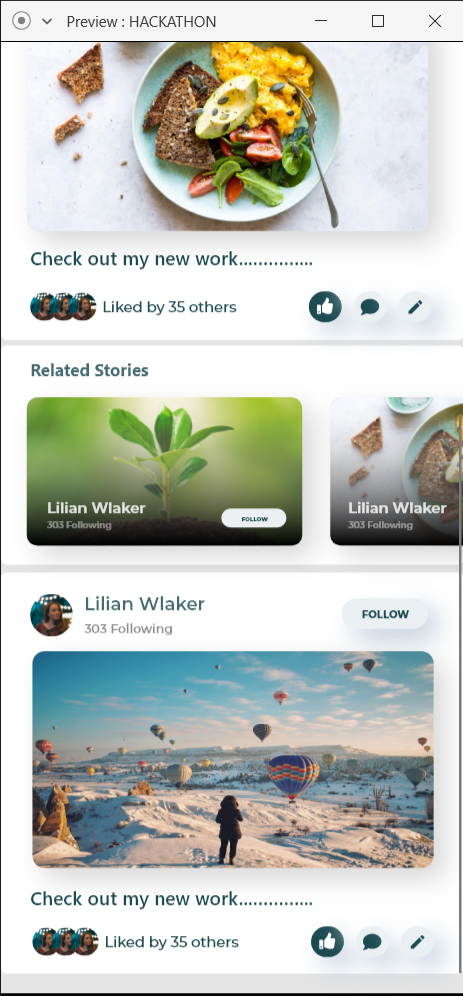 Preview : HACKATHON
Check out my new work...............
Liked by 35 others
Related Stories
Lilian Wlaker
303 Following
FOLLOW
Lilian Wlaker
303 Following
Lilian Wlaker
303 Following
FOLLOW
Check out my new work...............
Liked by 35 others